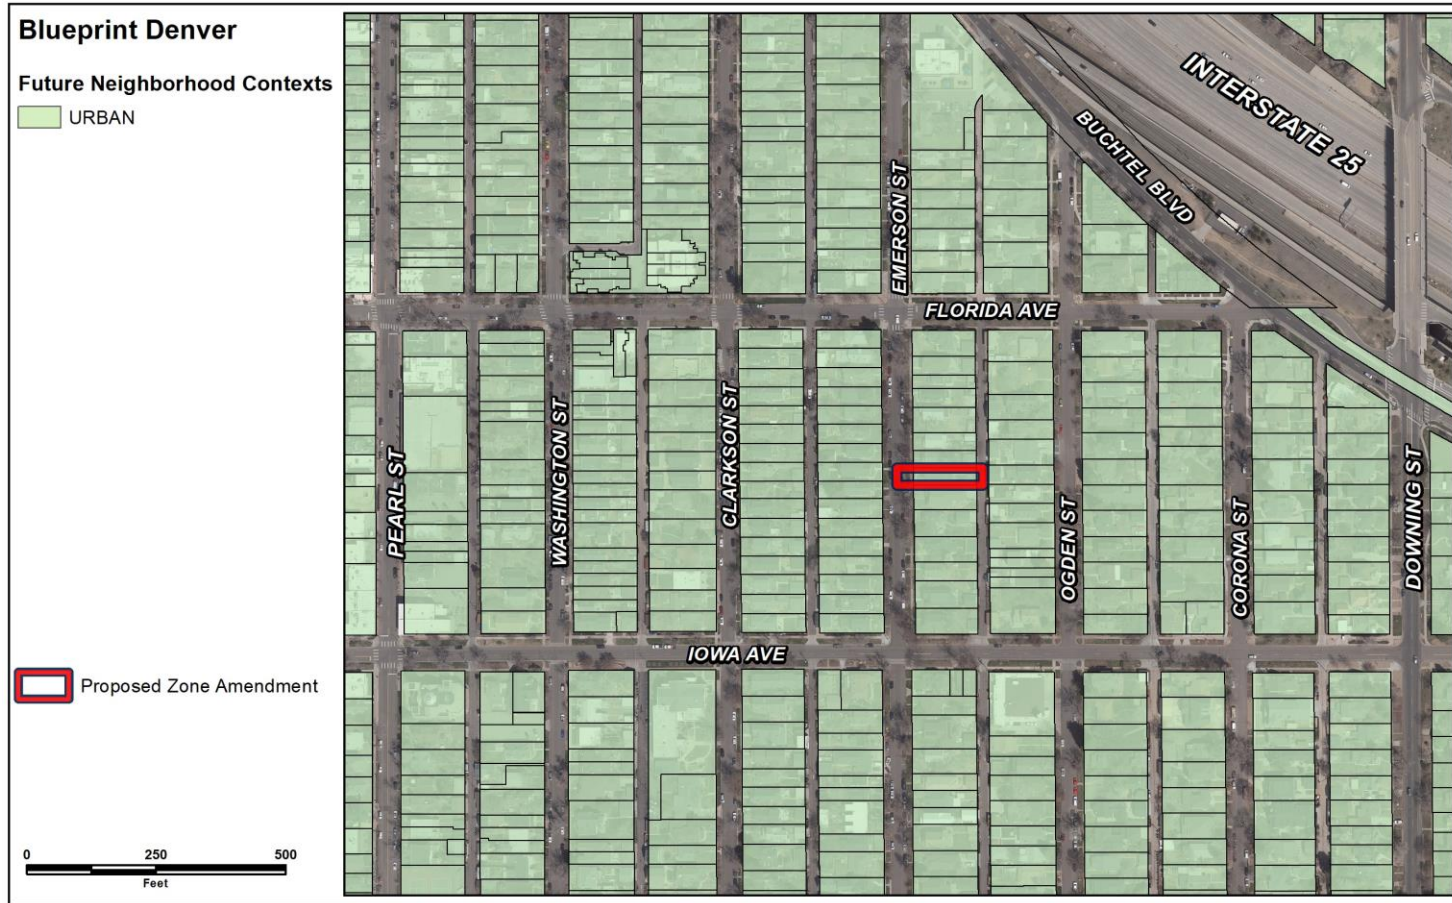 Blueprint Denver
Future Neighborhood Contexts
URBAN
Proposed Zone Amendment
0 250 500
Feet
INTERSTATE 25
BUCHTEL BLVD
EMERSON ST
FLORIDA AVE
PEARL ST
WASHINGTON ST
CLARKSON ST
OGDEN ST
CORONA ST
DOWNING ST
IOWA AVE